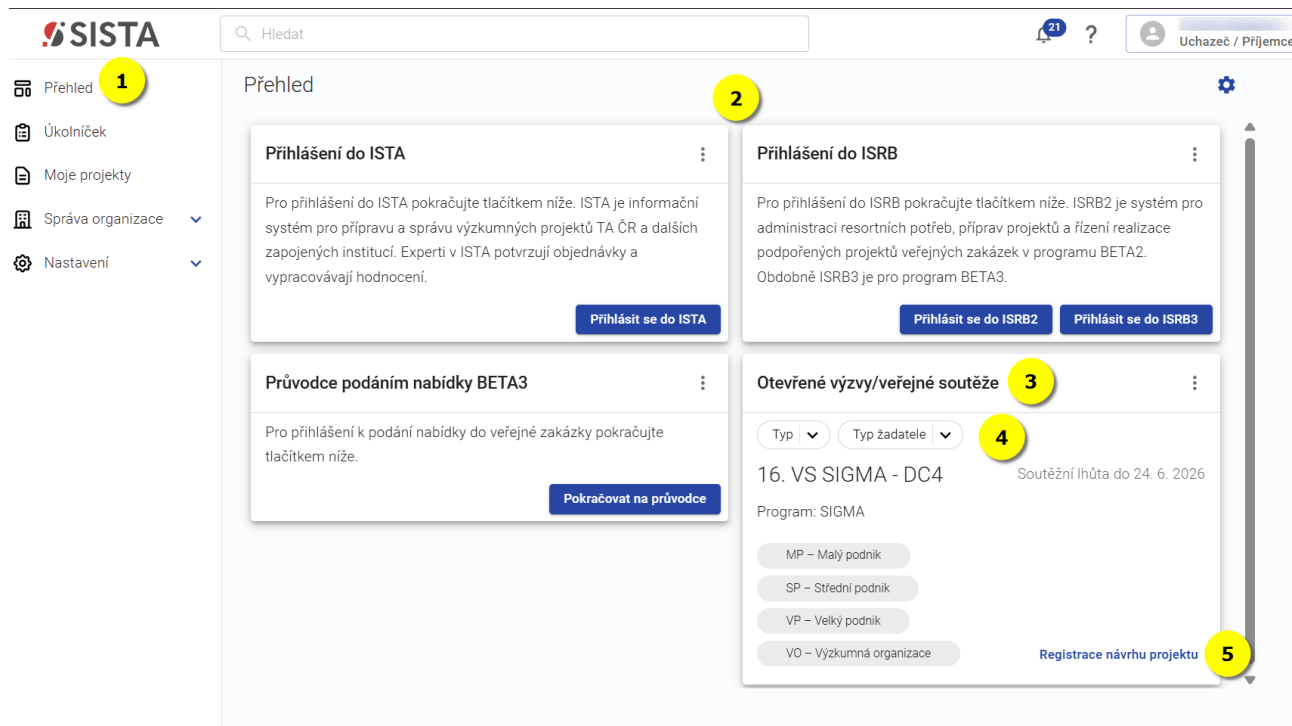 SISTA
Hledat
21
?
Uchazeč / Příjemce
Přehled
1
Úkolníček
Moje projekty
Správa organizace
Nastavení
Přehled
2
Přihlášení do ISTA
Pro přihlášení do ISTA pokračujte tlačítkem níže. ISTA je informační
systém pro přípravu a správu výzkumných projektů TA ČR a dalších
zapojených institucí. Experti v ISTA potvrzují objednávky a
vypracovávají hodnocení.
Přihlásit se do ISTA
Přihlášení do ISRB
Pro přihlášení do ISRB pokračujte tlačítkem níže. ISRB2 je systém pro
administraci resortních potřeb, příprav projektů a řízení realizace
podpořených projektů veřejných zakázek v programu BETA2.
Obdobně ISRB3 je pro program BETA3.
Přihlásit se do ISRB2
Přihlásit se do ISRB3
Průvodce podáním nabídky BETA3
Pro přihlášení k podání nabídky do veřejné zakázky pokračujte
tlačítkem níže.
Pokračovat na průvodce
Otevřené výzvy/veřejné soutěže
3
Typ
Typ žadatele
4
16. VS SIGMA - DC4
Soutěžní lhůta do 24. 6. 2026
Program: SIGMA
MP – Malý podnik
SP – Střední podnik
VP – Velký podnik
VO – Výzkumná organizace
Registrace návrhu projektu
5